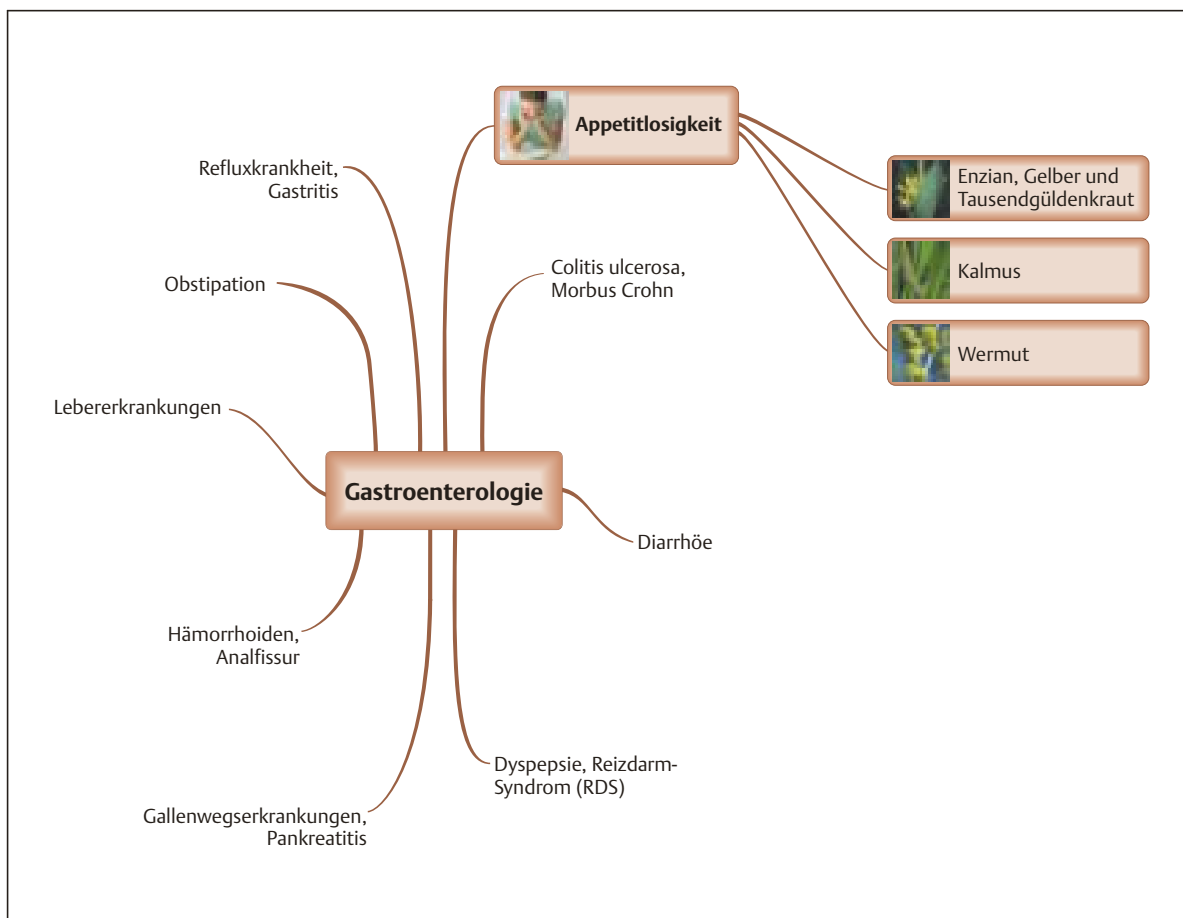 Appetitlosigkeit
Refluxkrankheit,
Gastritis
Enzian, Gelber und
Tausendgüldenkraut
Kalmus
Colitis ulcerosa,
Morbus Crohn
Obstipation
Wermut
Lebererkrankungen
Gastroenterologie
Diarrhöe
Hämorrhoiden,
Analfissur
Dyspepsie, Reizdarm-
Syndrom (RDS)
Gallenwegserkrankungen,
Pankreatitis